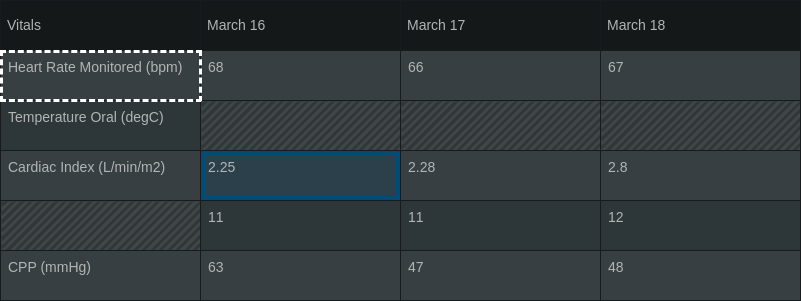 Vitals March 16 March 17 March 18
Heart Rate Monitored (bpm) 68 66 67
Temperature Oral (degC)
Cardiac Index (L/min/m2) 2.25 2.28 2.8
11 11 12
CPP (mmHg) 63 47 48